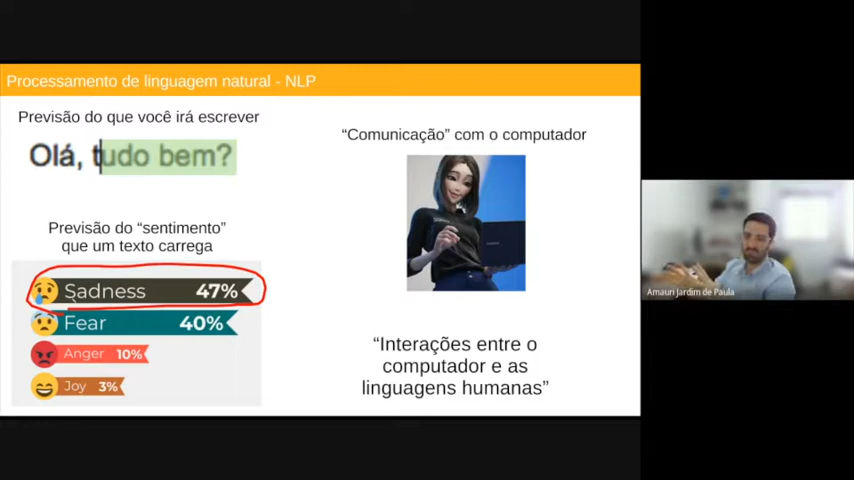 Processamento de linguagem natural - NLP
Previsão do que você irá escrever
Olá, tudo bem?
Previsão do “sentimento”
que um texto carrega
Sadness 47%
Fear 40%
Anger 10%
Joy 3%
“Comunicação” com o computador
“Interações entre o
computador e as
linguagens humanas”
Amauri Jardim de Paula